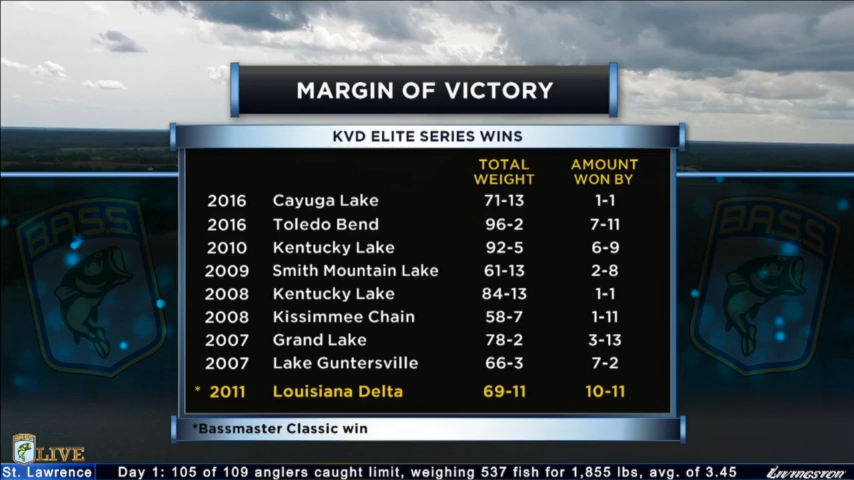 MARGIN OF VICTORY
KVD ELITE SERIES WINS
TOTAL WEIGHT AMOUNT WON BY
2016 Cayuga Lake 71-13 1-1
2016 Toledo Bend 96-2 7-11
2010 Kentucky Lake 92-5 6-9
2009 Smith Mountain Lake 61-13 2-8
2008 Kentucky Lake 84-13 1-1
2008 Kissimmee Chain 58-7 1-11
2007 Grand Lake 78-2 3-13
2007 Lake Guntersville 66-3 7-2
* 2011 Louisiana Delta 69-11 10-11
*Bassmaster Classic win
B.A.S.S.
B.A.S.S.
B.A.S.S. LIVE
St. Lawrence Day 1: 105 of 109 anglers caught limit, weighing 537 fish for 1,855 lbs, avg. of 3.45 LIVINGSTON